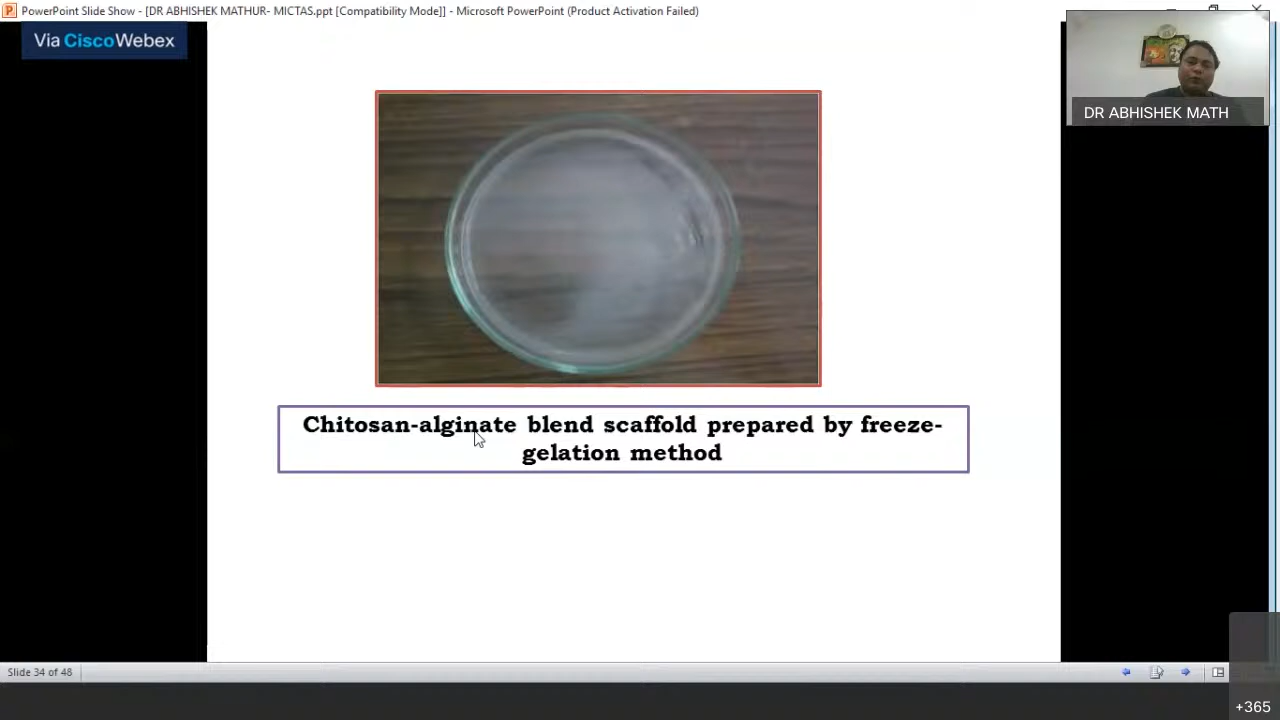 PowerPoint Slide Show - [DR ABHISHEK MATHUR- MICTAS.ppt [Compatibility Mode]] - Microsoft PowerPoint (Product Activation Failed)
Via CiscoWebex
DR ABHISHEK MATH
Chitosan-alginate blend scaffold prepared by freeze-
gelation method
Slide 34 of 48
+365